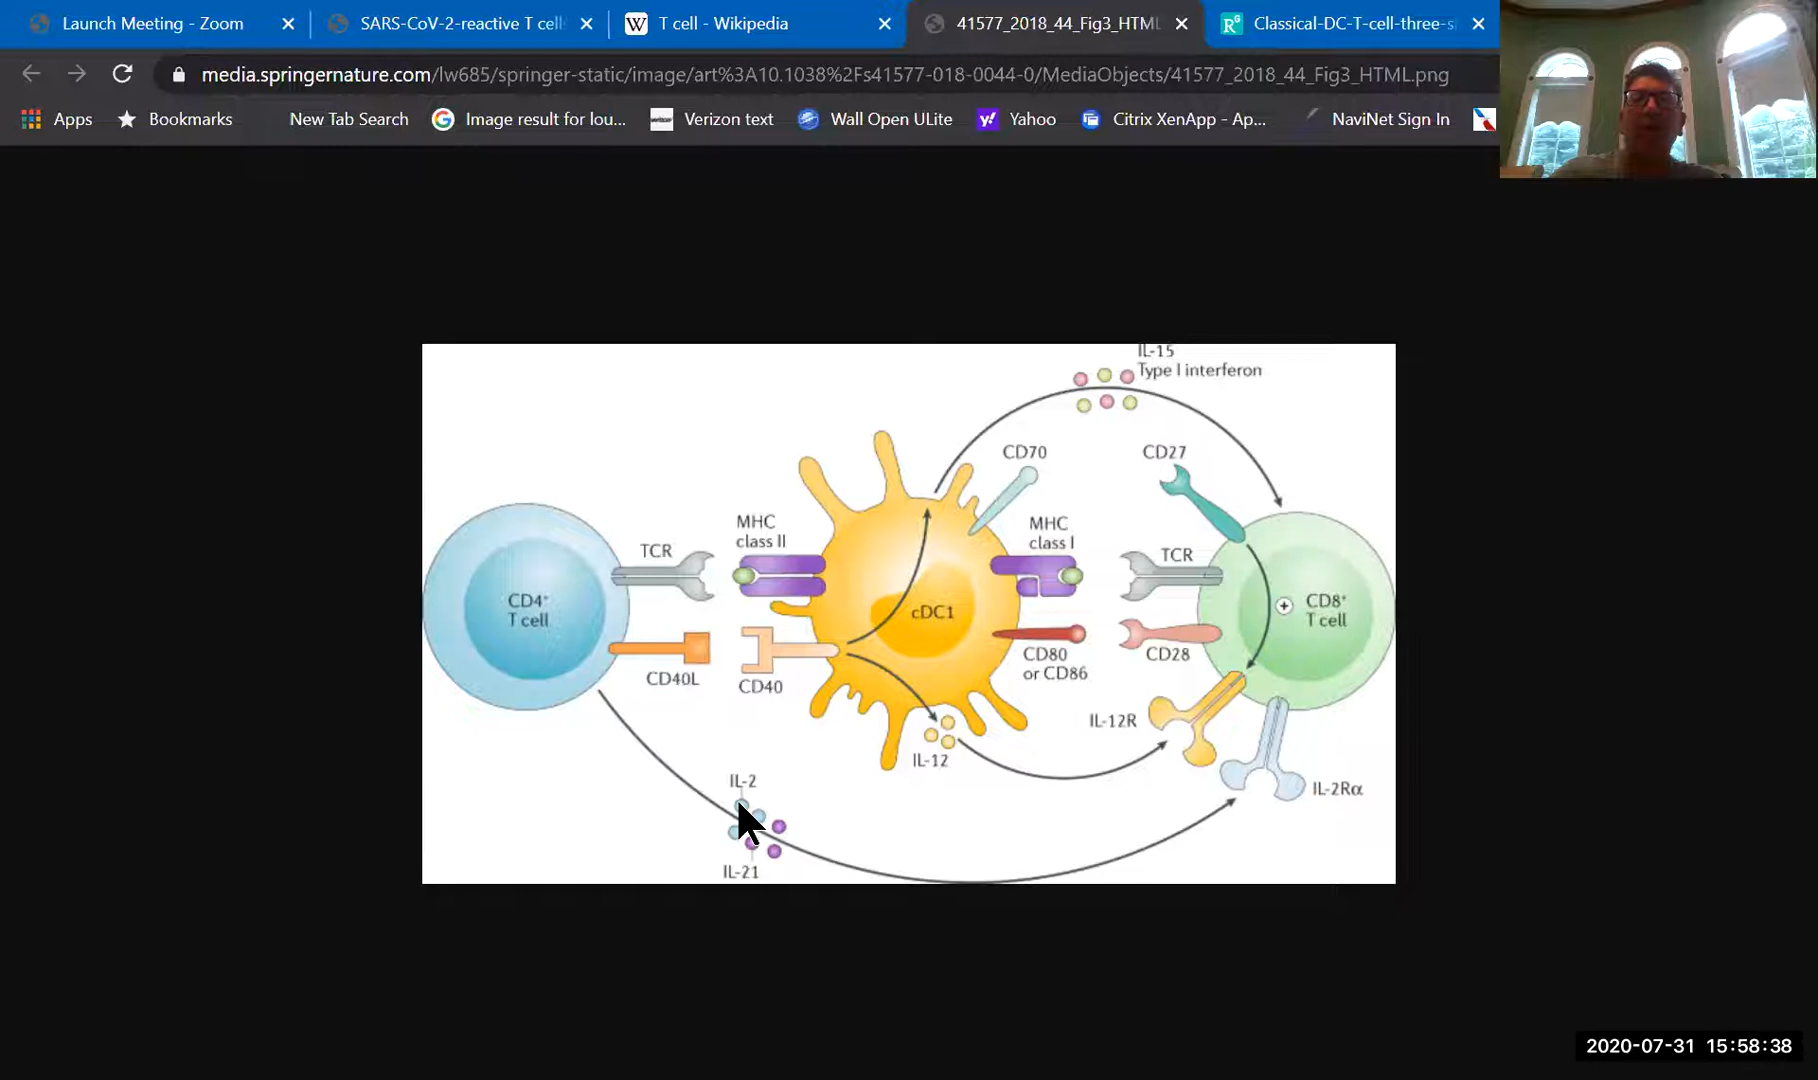 Launch Meeting - Zoom
SARS-CoV-2-reactive T cell
T cell - Wikipedia
41577_2018_44_Fig3_HTML
Classical-DC-T-cell-three-si
media.springernature.com/lw685/springer-static/image/art%3A10.1038%2Fs41577-018-0044-0/MediaObjects/41577_2018_44_Fig3_HTML.png
Apps
Bookmarks
New Tab Search
Image result for lou...
Verizon text
Wall Open ULite
Yahoo
Citrix XenApp - Ap...
NaviNet Sign In
IL-15
Type I interferon
CD70
CD27
MHC
class II
MHC
class I
TCR
TCR
CD4+
T cell
cDC1
CD8+
T cell
CD40L
CD40
CD80
or CD86
CD28
IL-12R
IL-12
IL-2
IL-2Rα
IL-21
2020-07-31 15:58:38